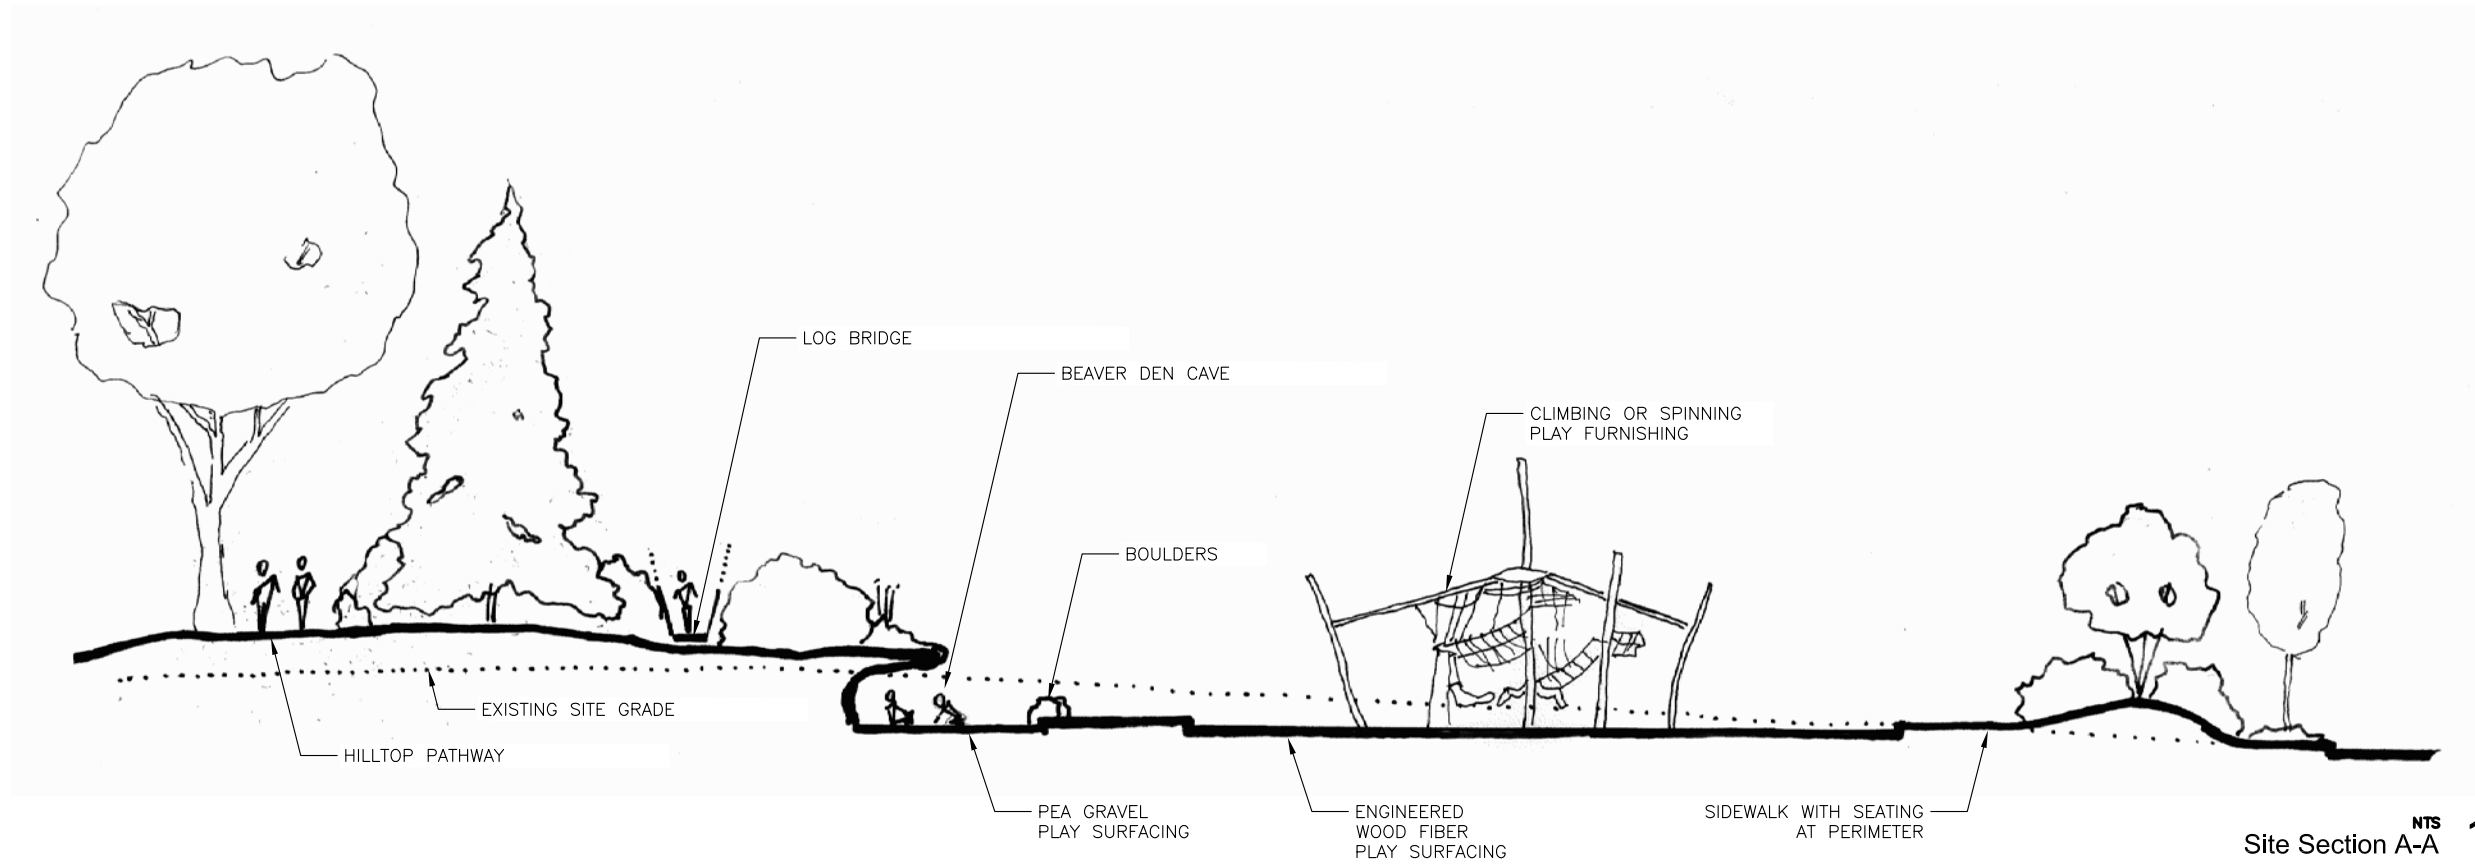 LOG BRIDGE
BEAVER DEN CAVE
CLIMBING OR SPINNING
PLAY FURNISHING
BOULDERS
EXISTING SITE GRADE
HILLTOP PATHWAY
PEA GRAVEL
PLAY SURFACING
ENGINEERED
WOOD FIBER
PLAY SURFACING
SIDEWALK WITH SEATING
AT PERIMETER
NTS
Site Section A-A